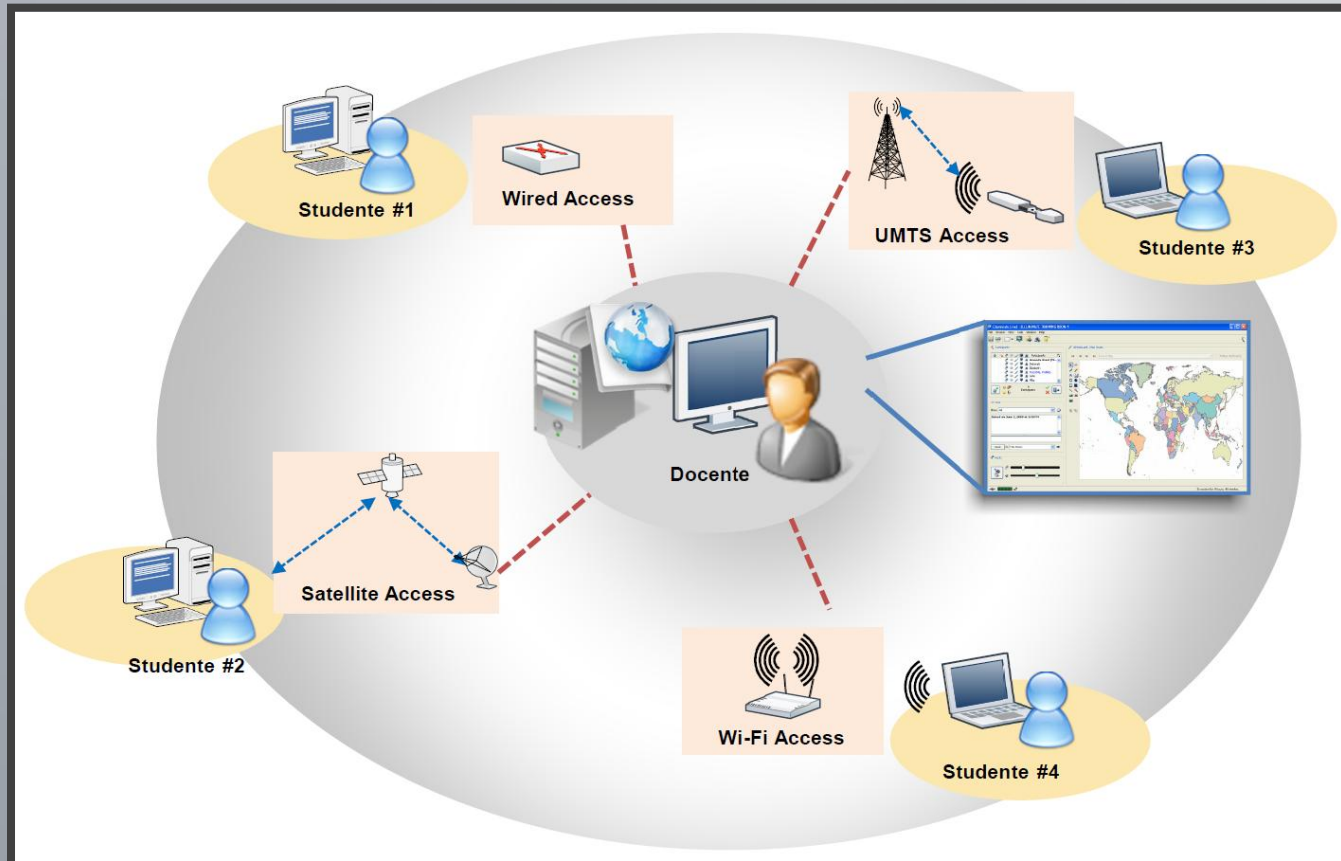 Studente #1
Wired Access
UMTS Access
Studente #3
Docente
Satellite Access
Studente #2
Wi-Fi Access
Studente #4